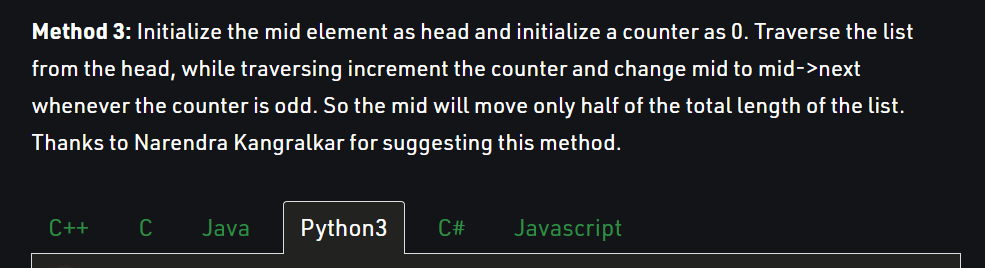 Method 3: Initialize the mid element as head and initialize a counter as 0. Traverse the list
from the head, while traversing increment the counter and change mid to mid->next
whenever the counter is odd. So the mid will move only half of the total length of the list.
Thanks to Narendra Kangralkar for suggesting this method.
C++ C Java Python3 C# Javascript